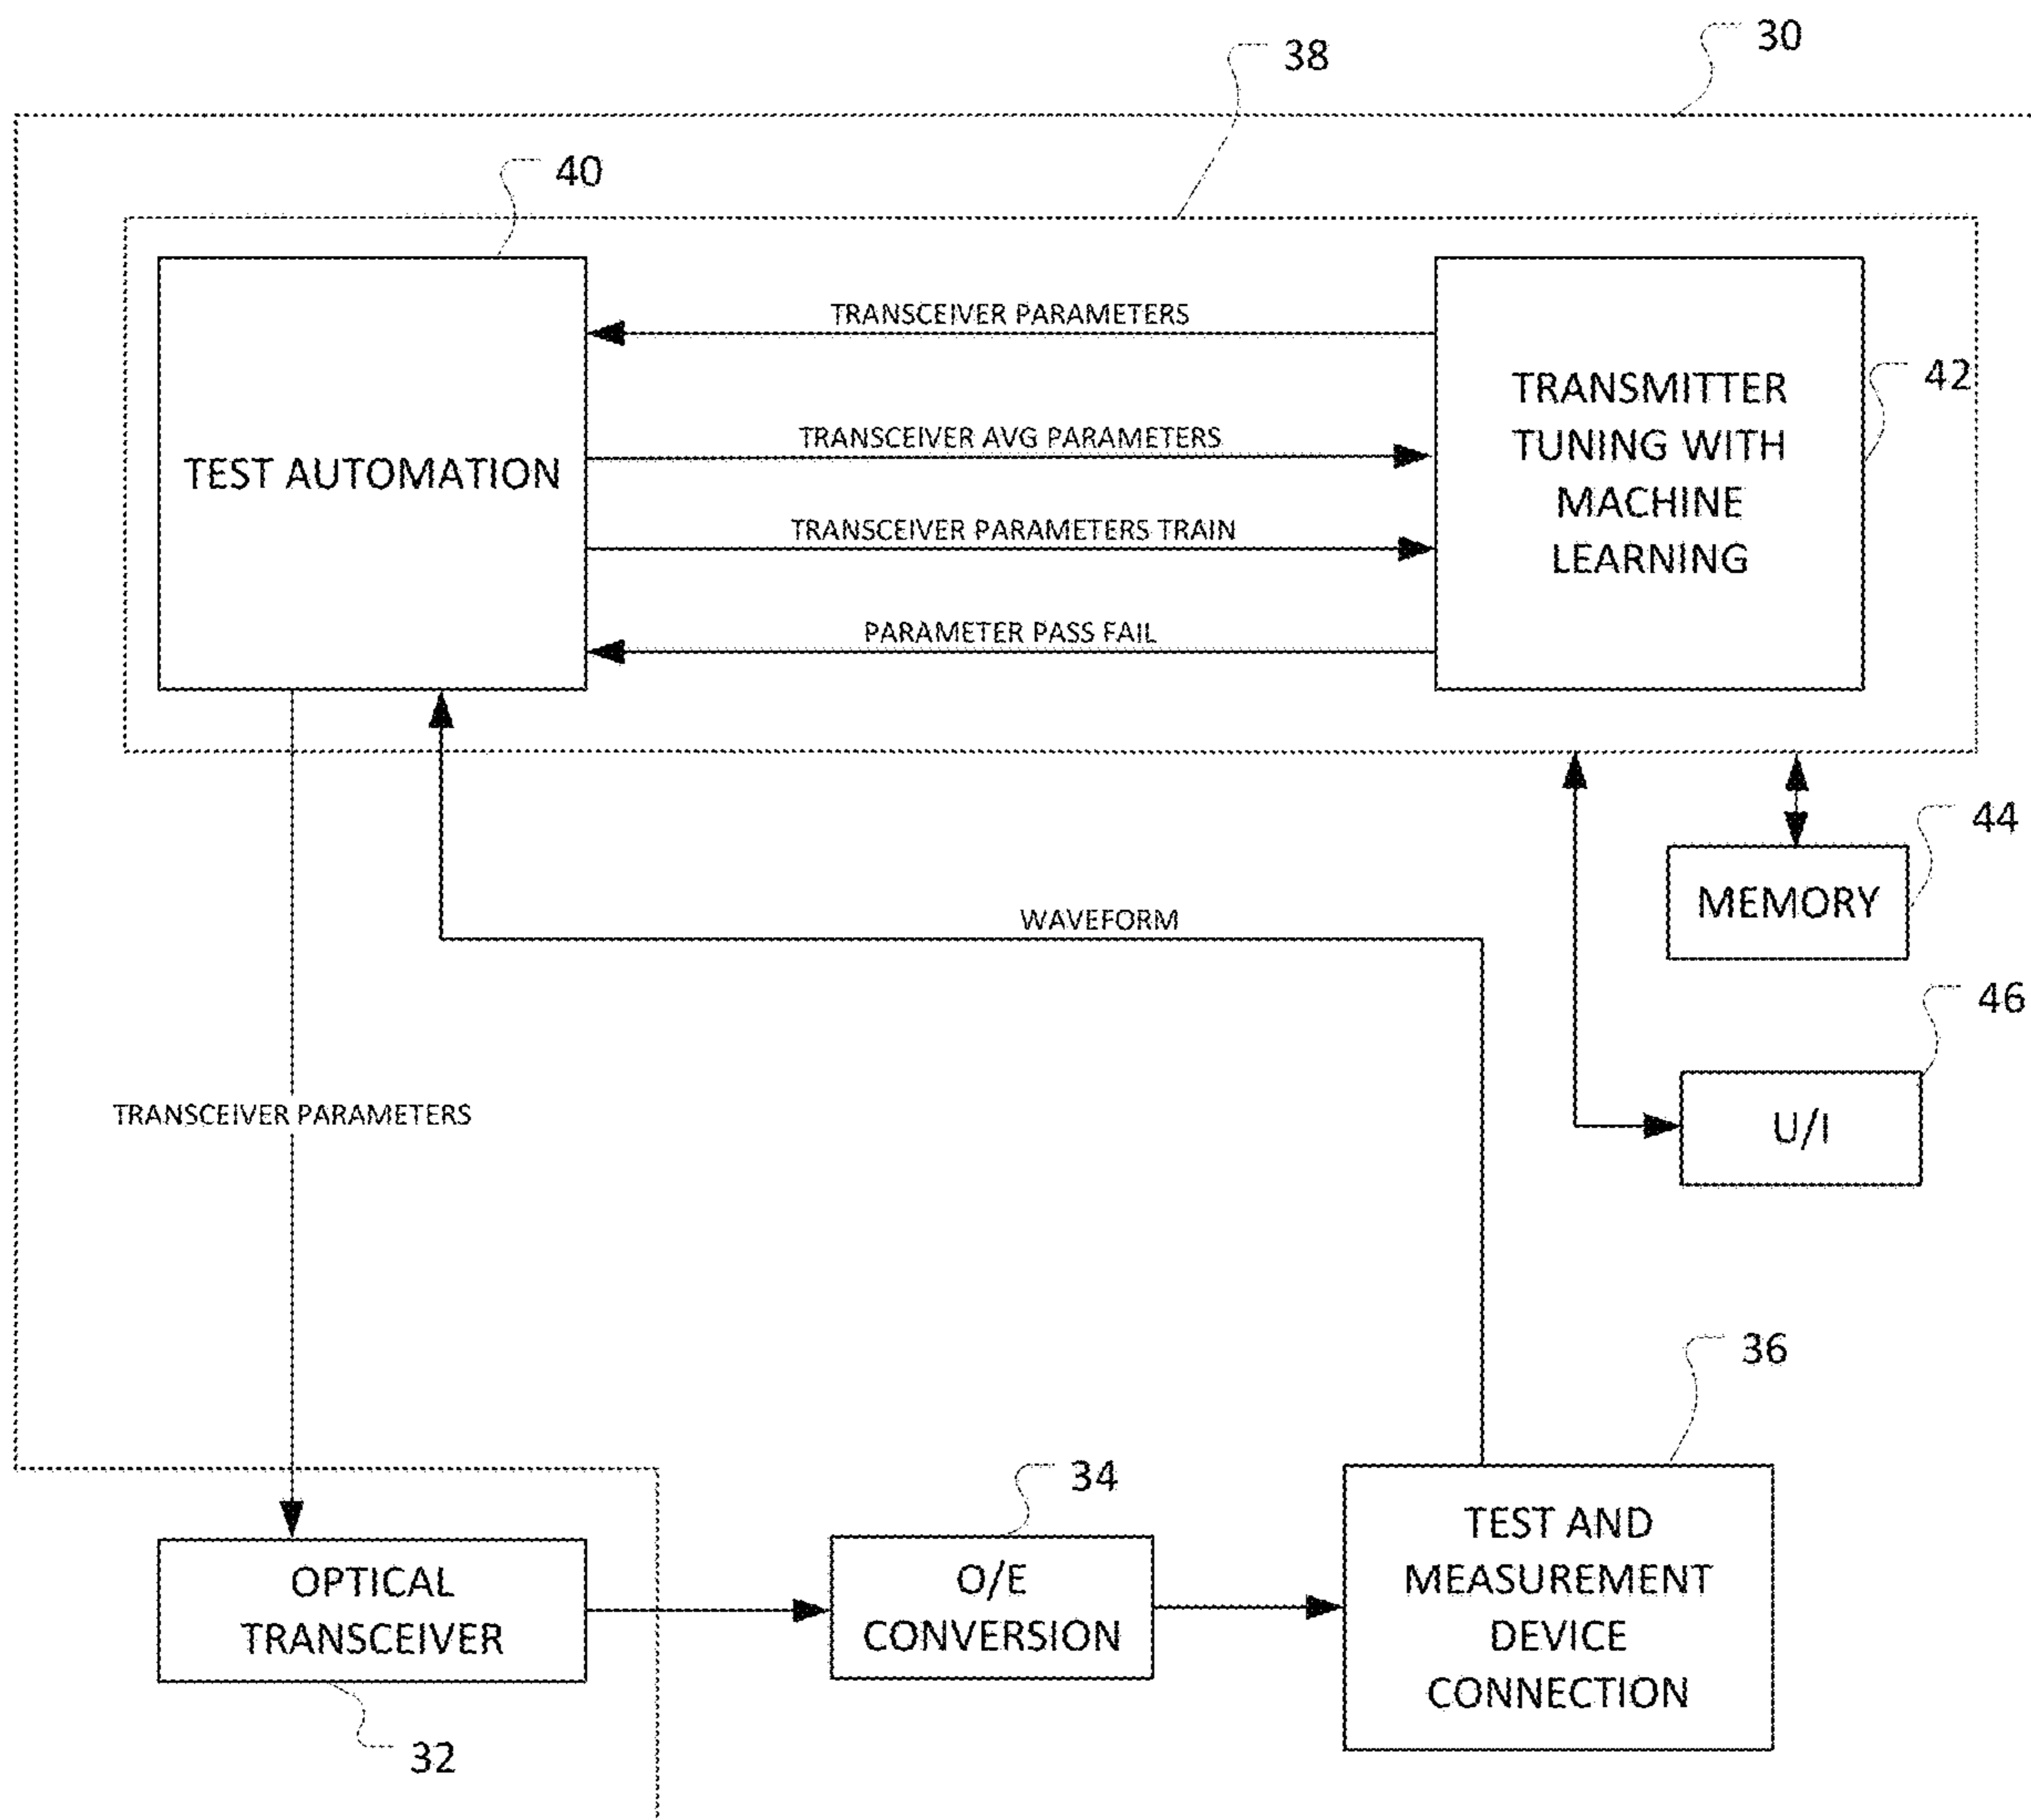 30
38
40
TRANSCEIVER PARAMETERS
42
TRANSMITTER
TUNING WITH
MACHINE
LEARNING
TRANSCEIVER AVG PARAMETERS
TEST AUTOMATION
TRANSCEIVER PARAMETERS TRAIN
PARAMETER PASS FAIL
44
MEMORY
WAVEFORM
46
U/I
TRANSCEIVER PARAMETERS
36
34
TEST AND
MEASUREMENT
DEVICE
CONNECTION
O/E
CONVERSION
OPTICAL
TRANSCEIVER
32